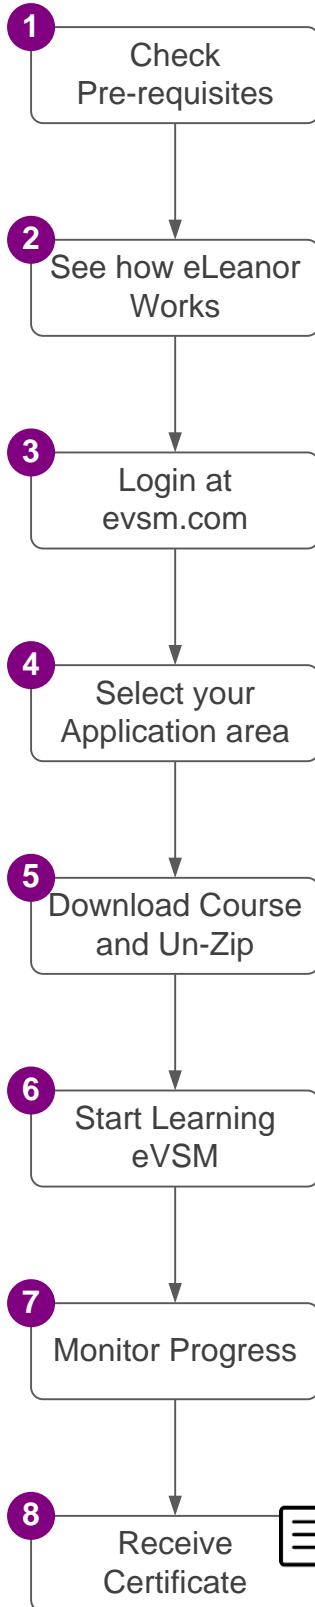 1
Check
Pre-requisites
2
See how eLeanor
Works
3
Login at
evsm.com
4
Select your
Application area
5
Download Course
and Un-Zip
6
Start Learning
eVSM
7
Monitor Progress
8
Receive
Certificate